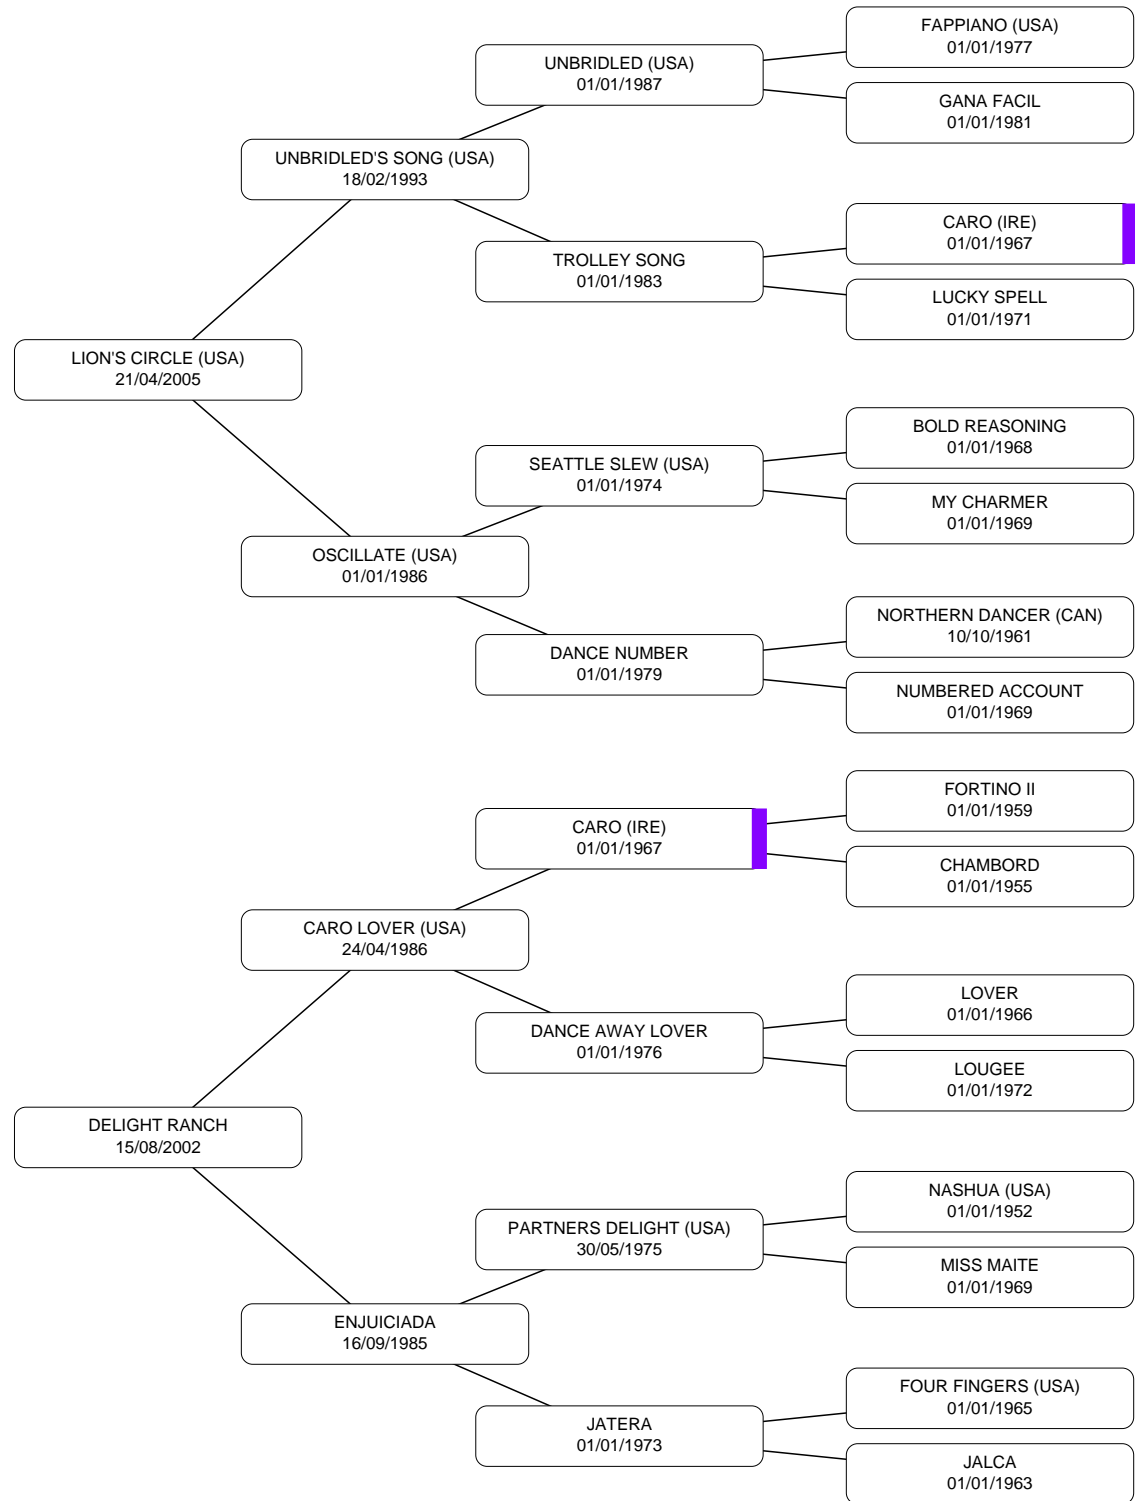 FAPPIANO (USA)
01/01/1977
UNBRIDLED (USA)
01/01/1987
GANA FACIL
01/01/1981
UNBRIDLED'S SONG (USA)
18/02/1993
CARO (IRE)
01/01/1967
TROLLEY SONG
01/01/1983
LUCKY SPELL
01/01/1971
LION'S CIRCLE (USA)
21/04/2005
BOLD REASONING
01/01/1968
SEATTLE SLEW (USA)
01/01/1974
MY CHARMER
01/01/1969
OSCILLATE (USA)
01/01/1986
NORTHERN DANCER (CAN)
10/10/1961
DANCE NUMBER
01/01/1979
NUMBERED ACCOUNT
01/01/1969
FORTINO II
01/01/1959
CARO (IRE)
01/01/1967
CHAMBORD
01/01/1955
CARO LOVER (USA)
24/04/1986
LOVER
01/01/1966
DANCE AWAY LOVER
01/01/1976
LOUGEE
01/01/1972
DELIGHT RANCH
15/08/2002
NASHUA (USA)
01/01/1952
PARTNERS DELIGHT (USA)
30/05/1975
MISS MAITE
01/01/1969
ENJUICIADA
16/09/1985
FOUR FINGERS (USA)
01/01/1965
JATERA
01/01/1973
JALCA
01/01/1963